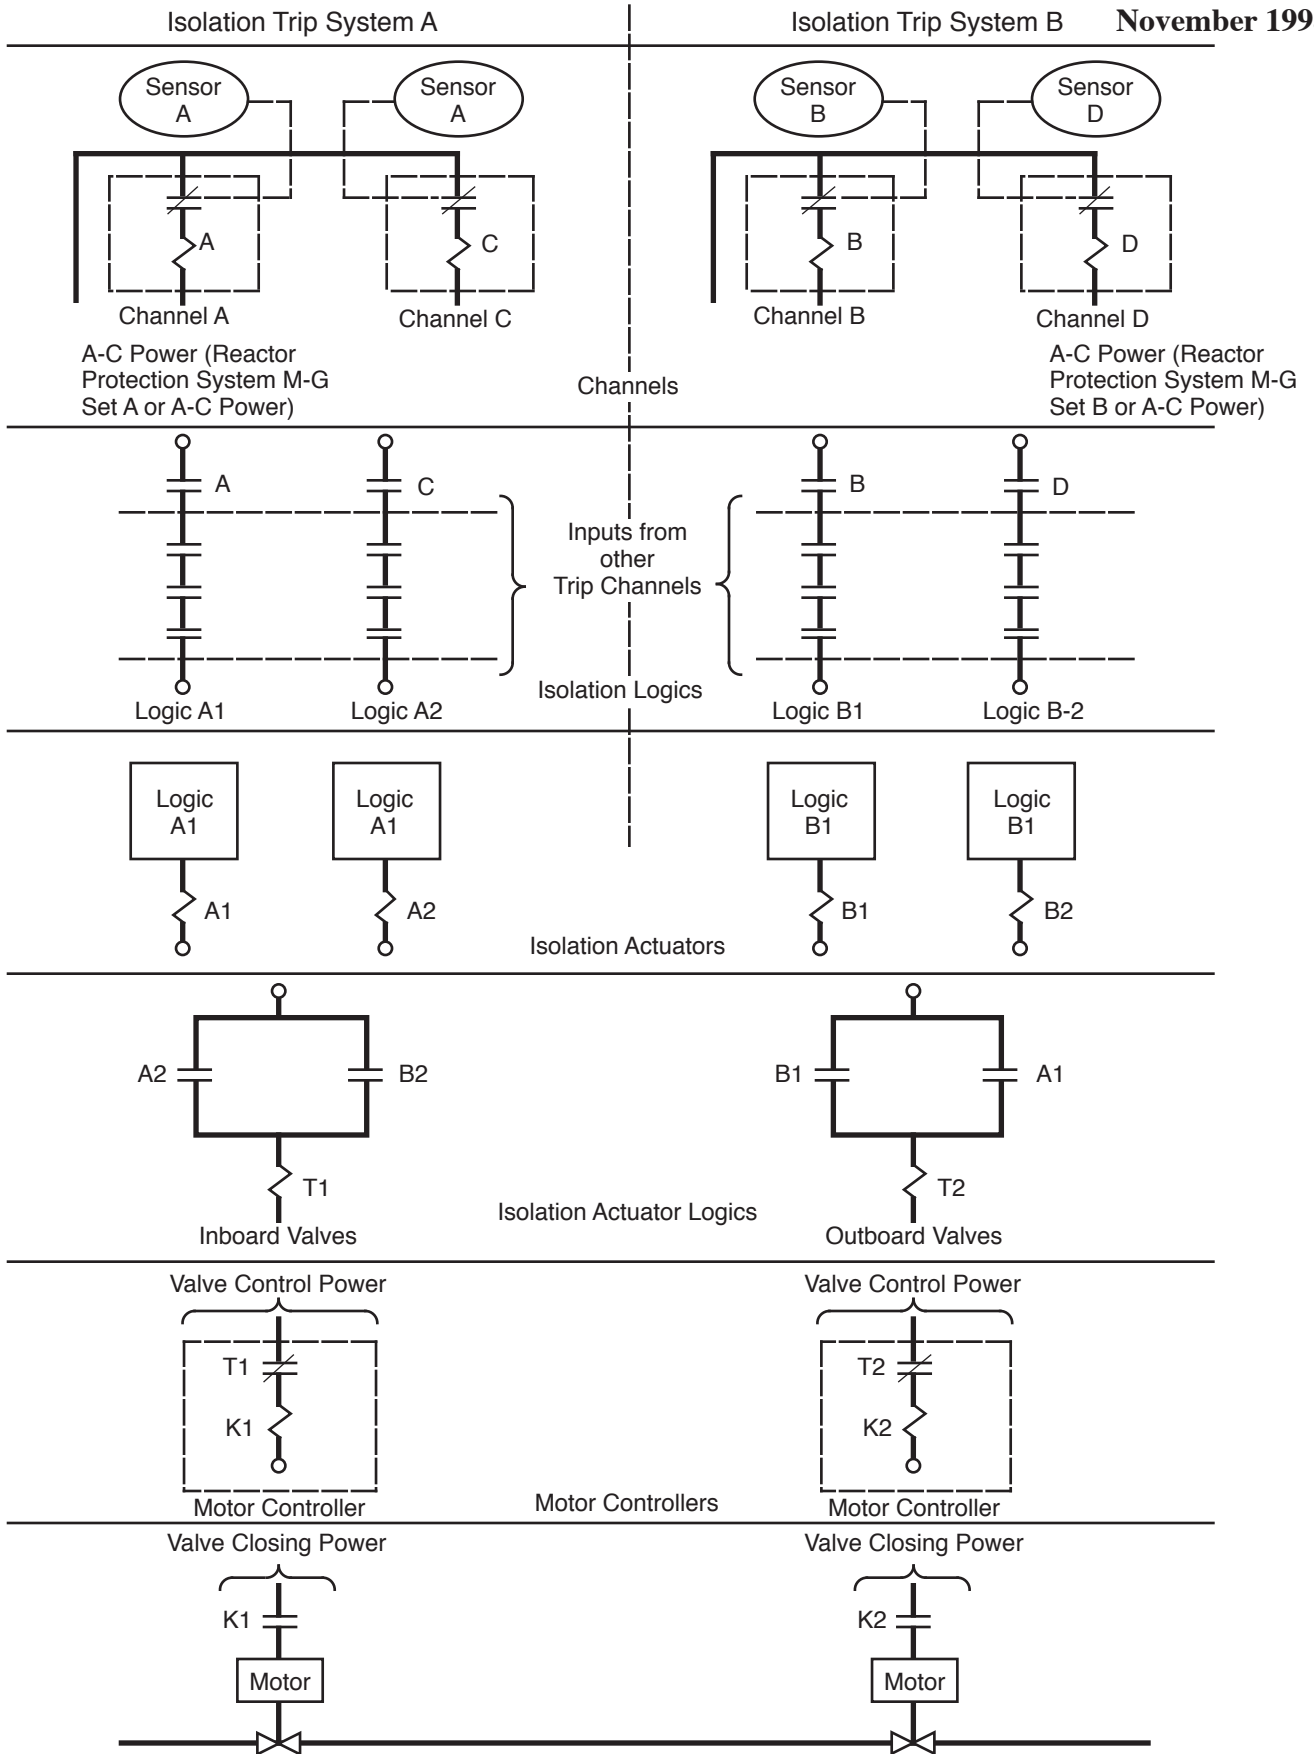 Isolation Trip System A
Isolation Trip System B
November 199
Sensor
A
Sensor
A
Sensor
B
Sensor
D
A
C
B
D
Channel A
Channel C
Channel B
Channel D
A-C Power (Reactor
Protection System M-G
Set A or A-C Power)
Channels
A-C Power (Reactor
Protection System M-G
Set B or A-C Power)
A
C
B
D
Inputs from
other
Trip Channels
Isolation Logics
Logic A1
Logic A2
Logic B1
Logic B-2
Logic
A1
Logic
A1
Logic
B1
Logic
B1
A1
A2
B1
B2
Isolation Actuators
A2
B2
B1
A1
T1
T2
Isolation Actuator Logics
Inboard Valves
Outboard Valves
Valve Control Power
Valve Control Power
T1
T2
K1
K2
Motor Controller
Motor Controllers
Motor Controller
Valve Closing Power
Valve Closing Power
K1
K2
Motor
Motor